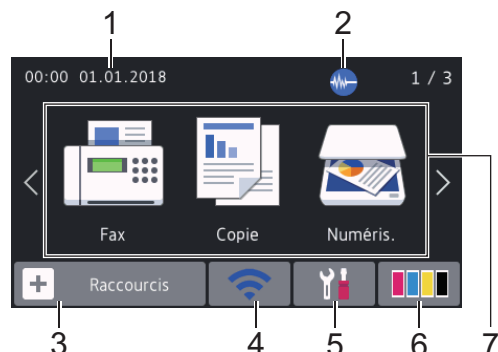 1 2
00:00 01.01.2018 1 / 3
Fax Copie Numéris.
Raccourcis
3 4 5 6 7